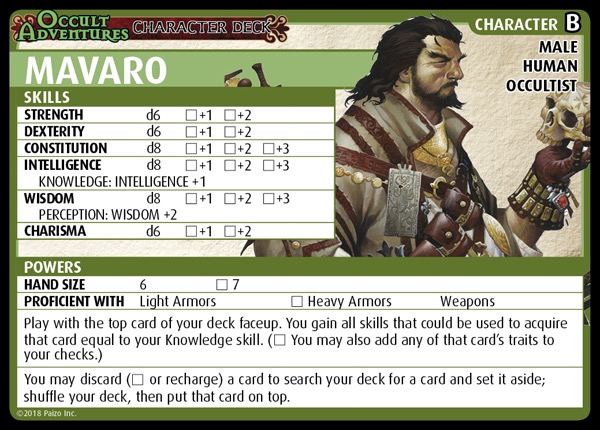 OCCULT ADVENTURES CHARACTER DECK
CHARACTER B
MALE
HUMAN
OCCULTIST
MAVARO
SKILLS
STRENGTH d6 □ +1 □ +2
DEXTERITY d6 □ +1 □ +2
CONSTITUTION d8 □ +1 □ +2 □ +3
INTELLIGENCE d8 □ +1 □ +2 □ +3
KNOWLEDGE: INTELLIGENCE +1
WISDOM d8 □ +1 □ +2 □ +3
PERCEPTION: WISDOM +2
CHARISMA d6 □ +1 □ +2
POWERS
HAND SIZE 6 □ 7
PROFICIENT WITH Light Armors □ Heavy Armors Weapons
Play with the top card of your deck faceup. You gain all skills that could be used to acquire
that card equal to your Knowledge skill. (□ You may also add any of that card's traits to
your checks.)
You may discard (□ or recharge) a card to search your deck for a card and set it aside;
shuffle your deck, then put that card on top.
©2018 Paizo Inc.